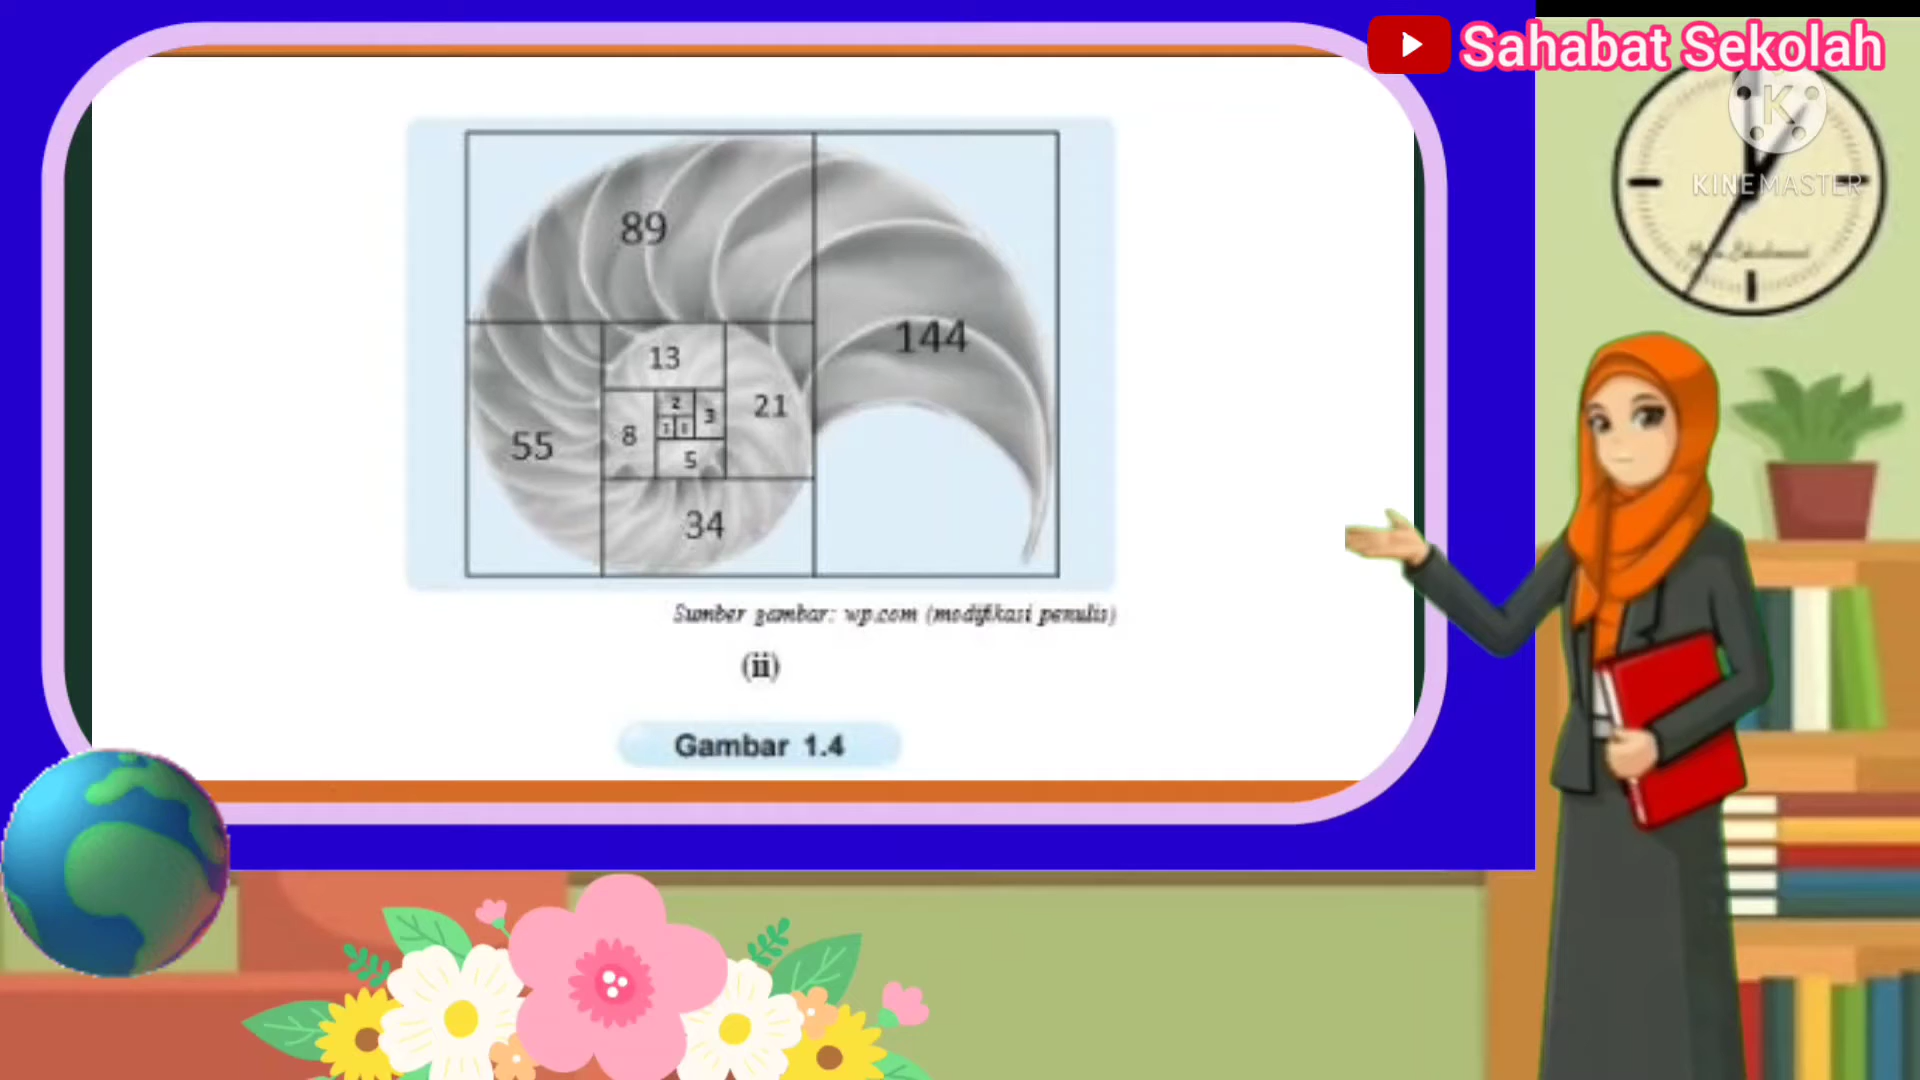 Sahabat Sekolah
KINEMASTER
89
144
13
2
3
21
1 1
8
55
5
34
Sumber gambar: wp.com (modifikasi penulis)
(ii)
Gambar 1.4